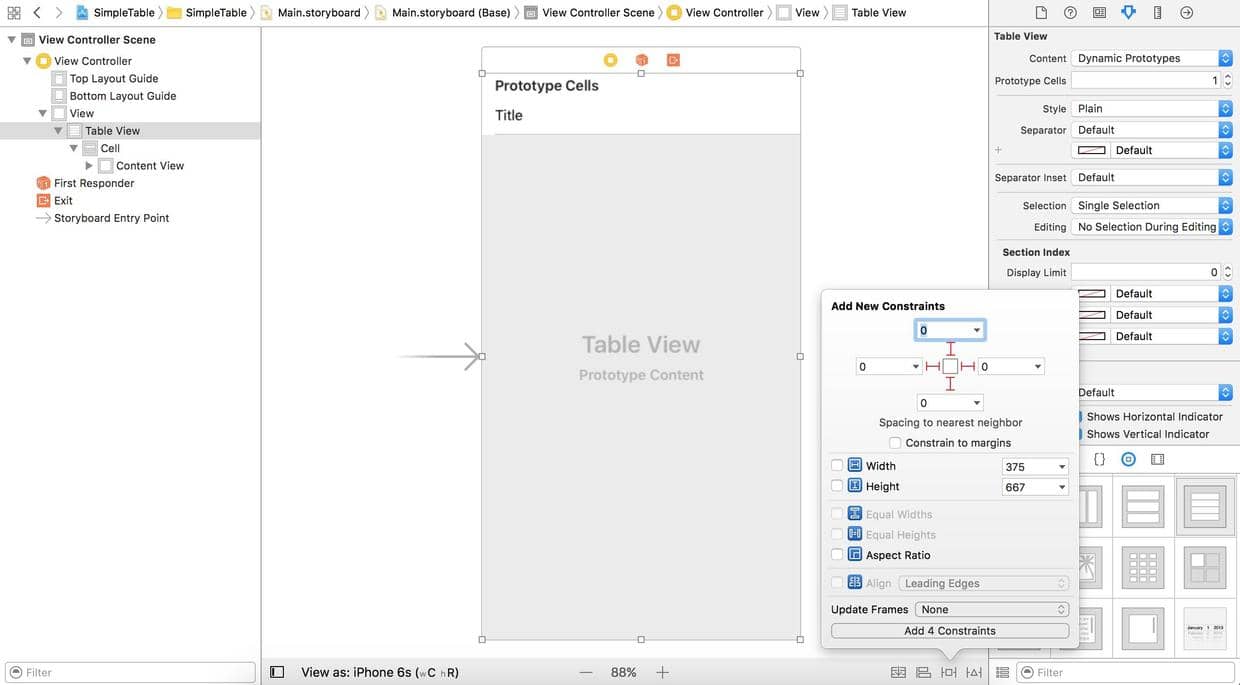 SimpleTable
SimpleTable
Main.storyboard
Main.storyboard (Base)
View Controller Scene
View Controller
View
Table View
View Controller Scene
View Controller
Top Layout Guide
Bottom Layout Guide
View
Table View
Cell
Content View
First Responder
Exit
Storyboard Entry Point
Filter
Prototype Cells
Title
Table View
Prototype Content
View as: iPhone 6s (wC hR)
88%
Add New Constraints
0
0
0
0
Spacing to nearest neighbor
Constrain to margins
Width
375
Height
667
Equal Widths
Equal Heights
Aspect Ratio
Align
Leading Edges
Update Frames
None
Add 4 Constraints
Table View
Content
Dynamic Prototypes
Prototype Cells
1
Style
Plain
Separator
Default
Default
Separator Inset
Default
Selection
Single Selection
Editing
No Selection During Editing
Section Index
Display Limit
0
Default
Default
Default
Default
Shows Horizontal Indicator
Shows Vertical Indicator
{}
Filter